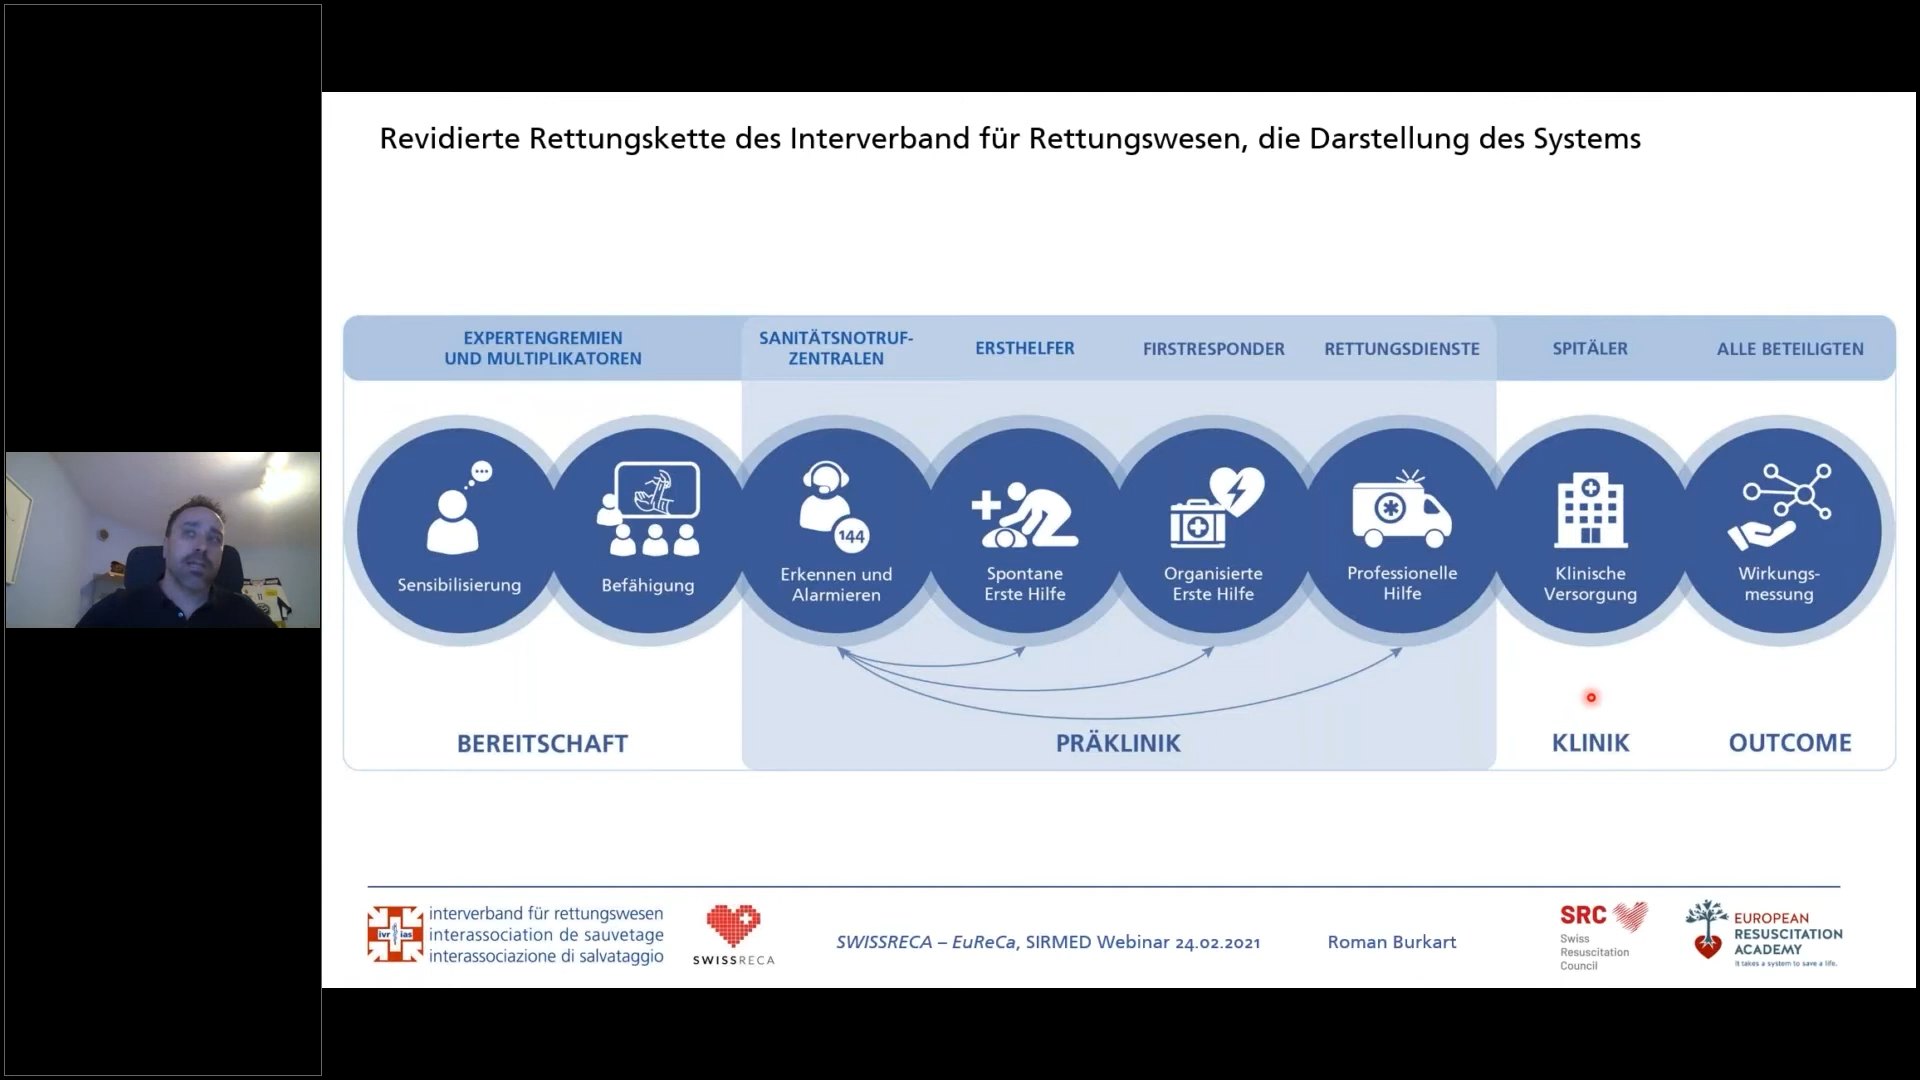 Revidierte Rettungskette des Interverband für Rettungswesen, die Darstellung des Systems
EXPERTENGREMIEN
UND MULTIPLIKATOREN
SANITÄTSNOTRUF-
ZENTRALEN
ERSTHELFER
FIRSTRESPONDER
RETTUNGSDIENSTE
SPITÄLER
ALLE BETEILIGTEN
Sensibilisierung
Befähigung
144
Erkennen und
Alarmieren
Spontane
Erste Hilfe
Organisierte
Erste Hilfe
Professionelle
Hilfe
Klinische
Versorgung
Wirkungs-
messung
BEREITSCHAFT
PRÄKLINIK
KLINIK
OUTCOME
ivr ias
interverband für rettungswesen
interassociation de sauvetage
interassociazione di salvataggio
SWISSRECA
SWISSRECA – EuReCa, SIRMED Webinar 24.02.2021
Roman Burkart
SRC
Swiss
Resuscitation
Council
EUROPEAN
RESUSCITATION
ACADEMY
It takes a system to save a life.